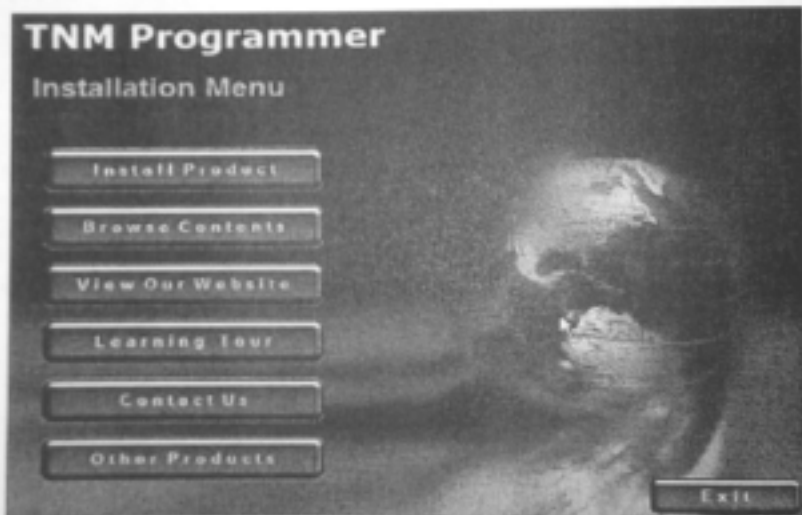 TNM Programmer
Installation Menu
Install Product
Browse Contents
View Our Website
Learning Tour
Contact Us
Other Products
Exit